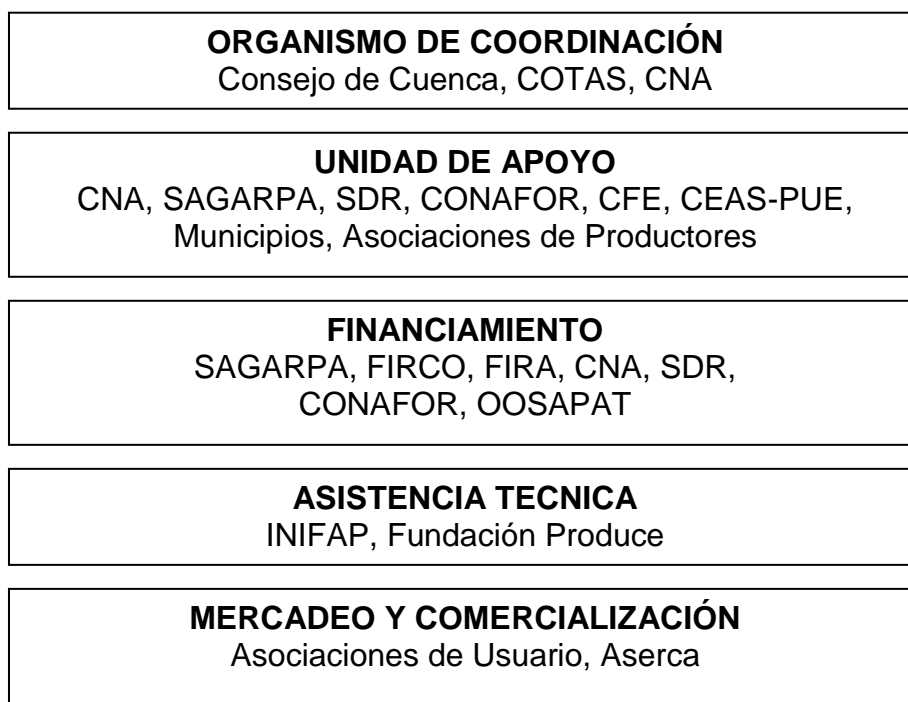 ORGANISMO DE COORDINACIÓN
Consejo de Cuenca, COTAS, CNA
UNIDAD DE APOYO
CNA, SAGARPA, SDR, CONAFOR, CFE, CEAS-PUE,
Municipios, Asociaciones de Productores
FINANCIAMIENTO
SAGARPA, FIRCO, FIRA, CNA, SDR,
CONAFOR, OOSAPAT
ASISTENCIA TECNICA
INIFAP, Fundación Produce
MERCADEO Y COMERCIALIZACIÓN
Asociaciones de Usuario, Aserca